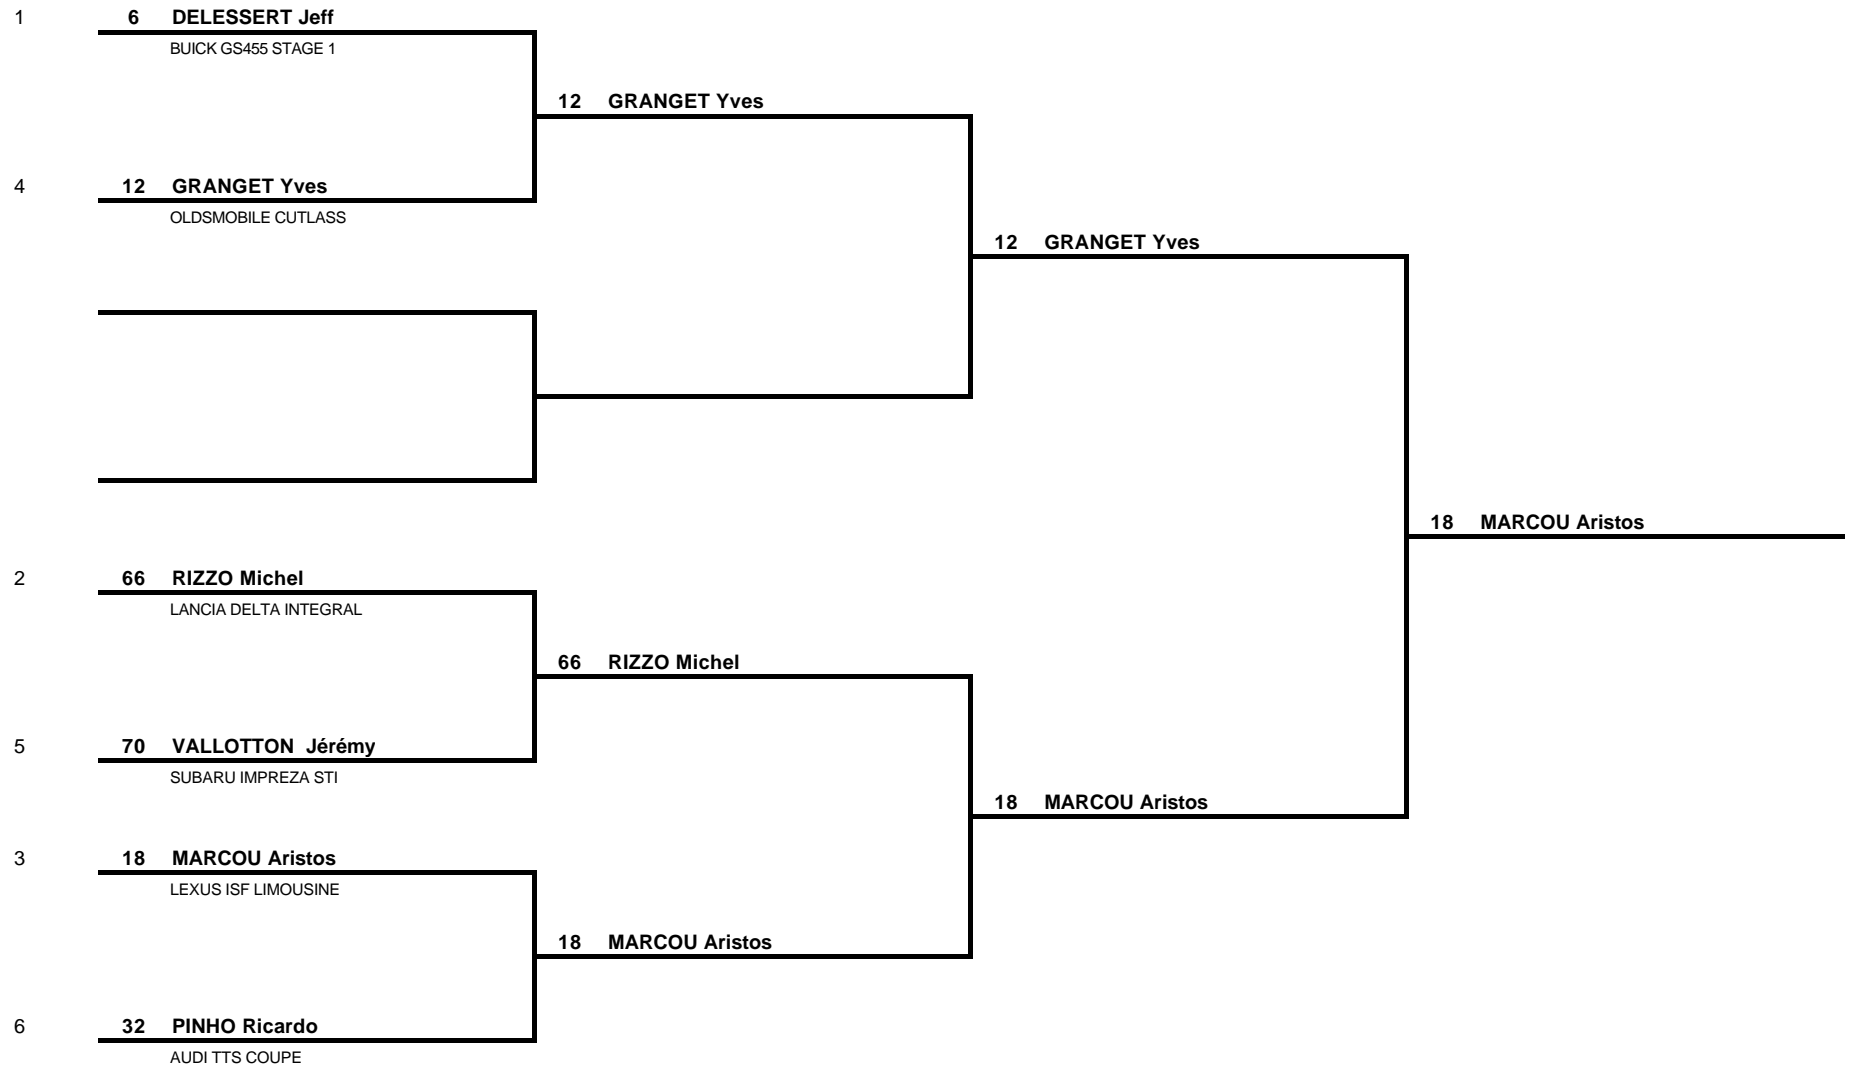 1 6 DELESSERT Jeff
BUICK GS455 STAGE 1
12 GRANGET Yves
4 12 GRANGET Yves
OLDSMOBILE CUTLASS
12 GRANGET Yves
18 MARCOU Aristos
2 66 RIZZO Michel
LANCIA DELTA INTEGRAL
66 RIZZO Michel
5 70 VALLOTTON Jérémy
SUBARU IMPREZA STI
18 MARCOU Aristos
3 18 MARCOU Aristos
LEXUS ISF LIMOUSINE
18 MARCOU Aristos
6 32 PINHO Ricardo
AUDI TTS COUPE